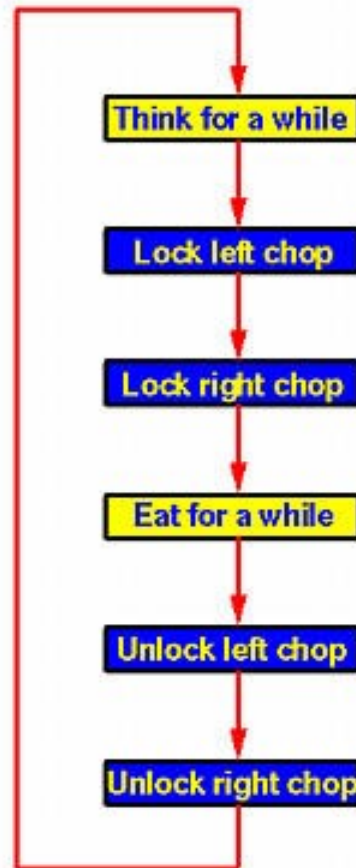 Think for a while
Lock left chop
Lock right chop
Eat for a while
Unlock left chop
Unlock right chop